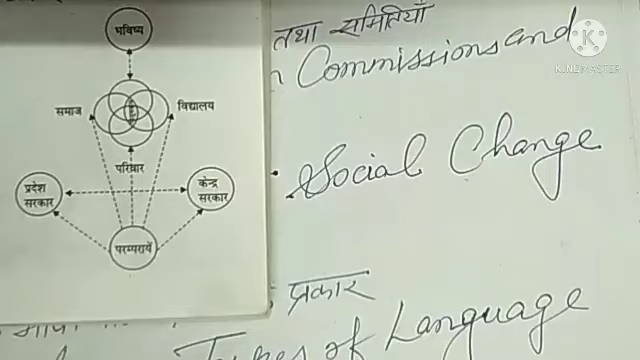 भविष्य
समाज
विद्यालय
परिवार
प्रदेश
सरकार
केन्द्र
सरकार
परम्परायें
तथा समितियाँ
Commissions and
Social Change
प्रकार
Types of Language
KINEMASTER